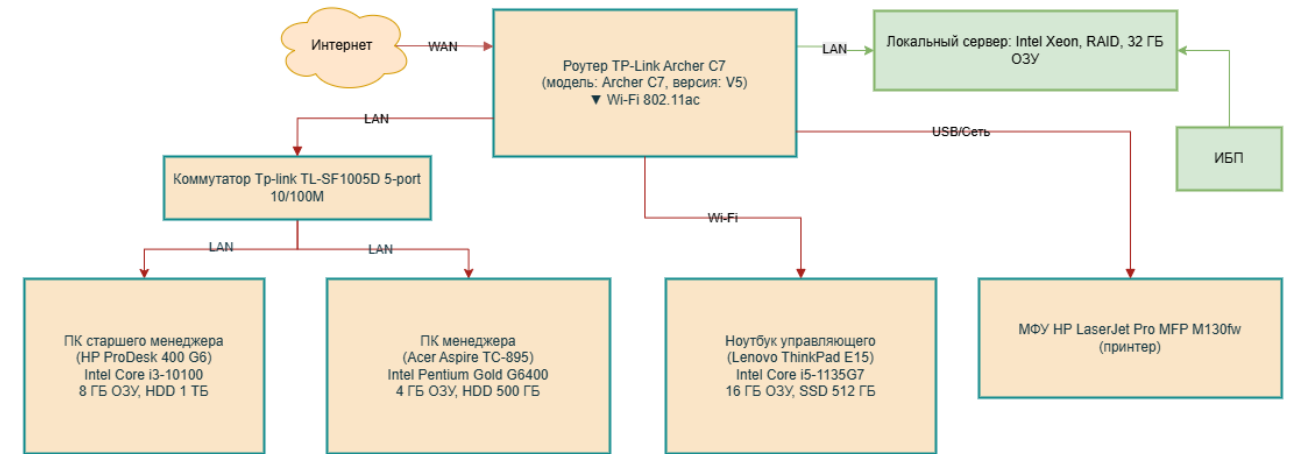 Интернет
WAN
Роутер TP-Link Archer C7
(модель: Archer C7, версия: V5)
▼ Wi-Fi 802.11ac
LAN
Локальный сервер: Intel Xeon, RAID, 32 ГБ
ОЗУ
LAN
USB/Сеть
ИБП
Коммутатор Tp-link TL-SF1005D 5-port
10/100M
Wi-Fi
LAN
LAN
ПК старшего менеджера
(HP ProDesk 400 G6)
Intel Core i3-10100
8 ГБ ОЗУ, HDD 1 ТБ
ПК менеджера
(Acer Aspire TC-895)
Intel Pentium Gold G6400
4 ГБ ОЗУ, HDD 500 ГБ
Ноутбук управляющего
(Lenovo ThinkPad E15)
Intel Core i5-1135G7
16 ГБ ОЗУ, SSD 512 ГБ
МФУ HP LaserJet Pro MFP M130fw
(принтер)